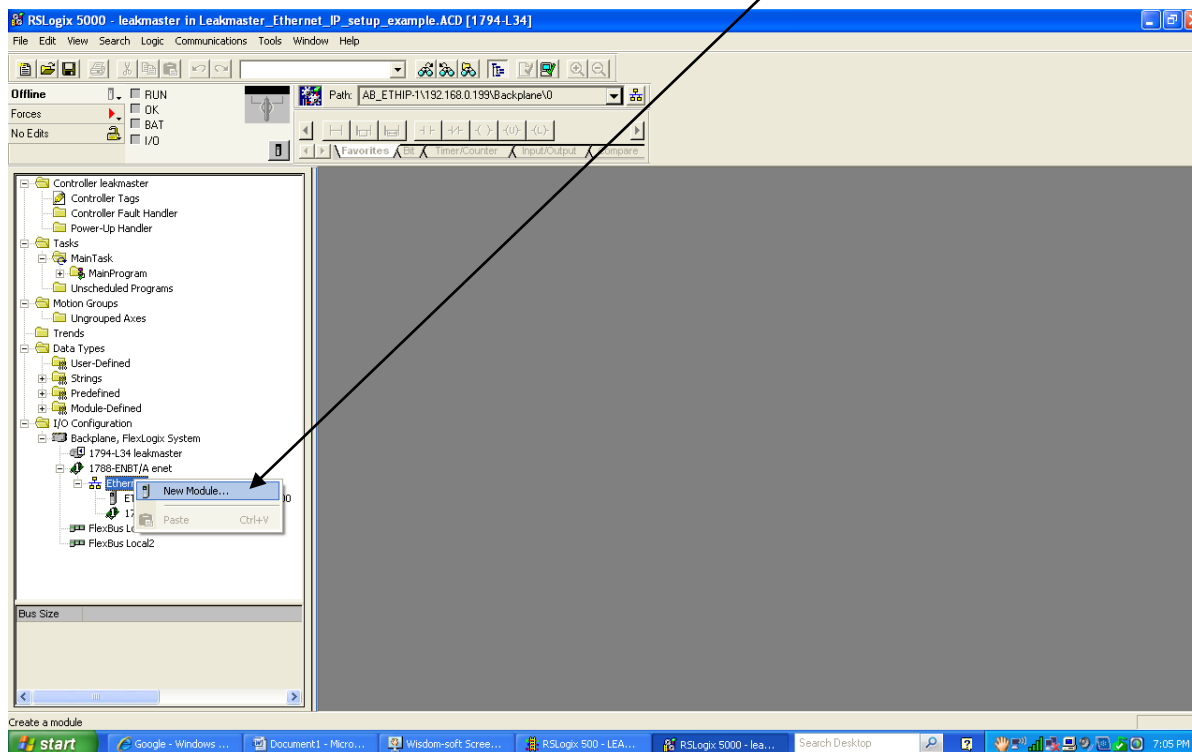 RSLogix 5000 - leakmaster in Leakmaster_Ethernet_IP_setup_example.ACD [1794-L34]
File Edit View Search Logic Communications Tools Window Help
Offline RUN
Path: AB_ETHIP-1\192.168.0.199\Backplane\0
Forces OK
BAT
No Edits
I/O
Favorites Bit Timer/Counter Input/Output Compare
Controller leakmaster
Controller Tags
Controller Fault Handler
Power-Up Handler
Tasks
MainTask
MainProgram
Unscheduled Programs
Motion Groups
Ungrouped Axes
Trends
Data Types
User-Defined
Strings
Predefined
Module-Defined
I/O Configuration
Backplane, FlexLogix System
1794-L34 leakmaster
1788-ENBT/A enet
New Module...
Paste Ctrl+V
FlexBus Local2
Bus Size
Create a module
start Google - Windows ... Document1 - Micro... Wisdom-soft Scree... RSLogix 500 - LEA... RSLogix 5000 - lea... Search Desktop 7:05 PM